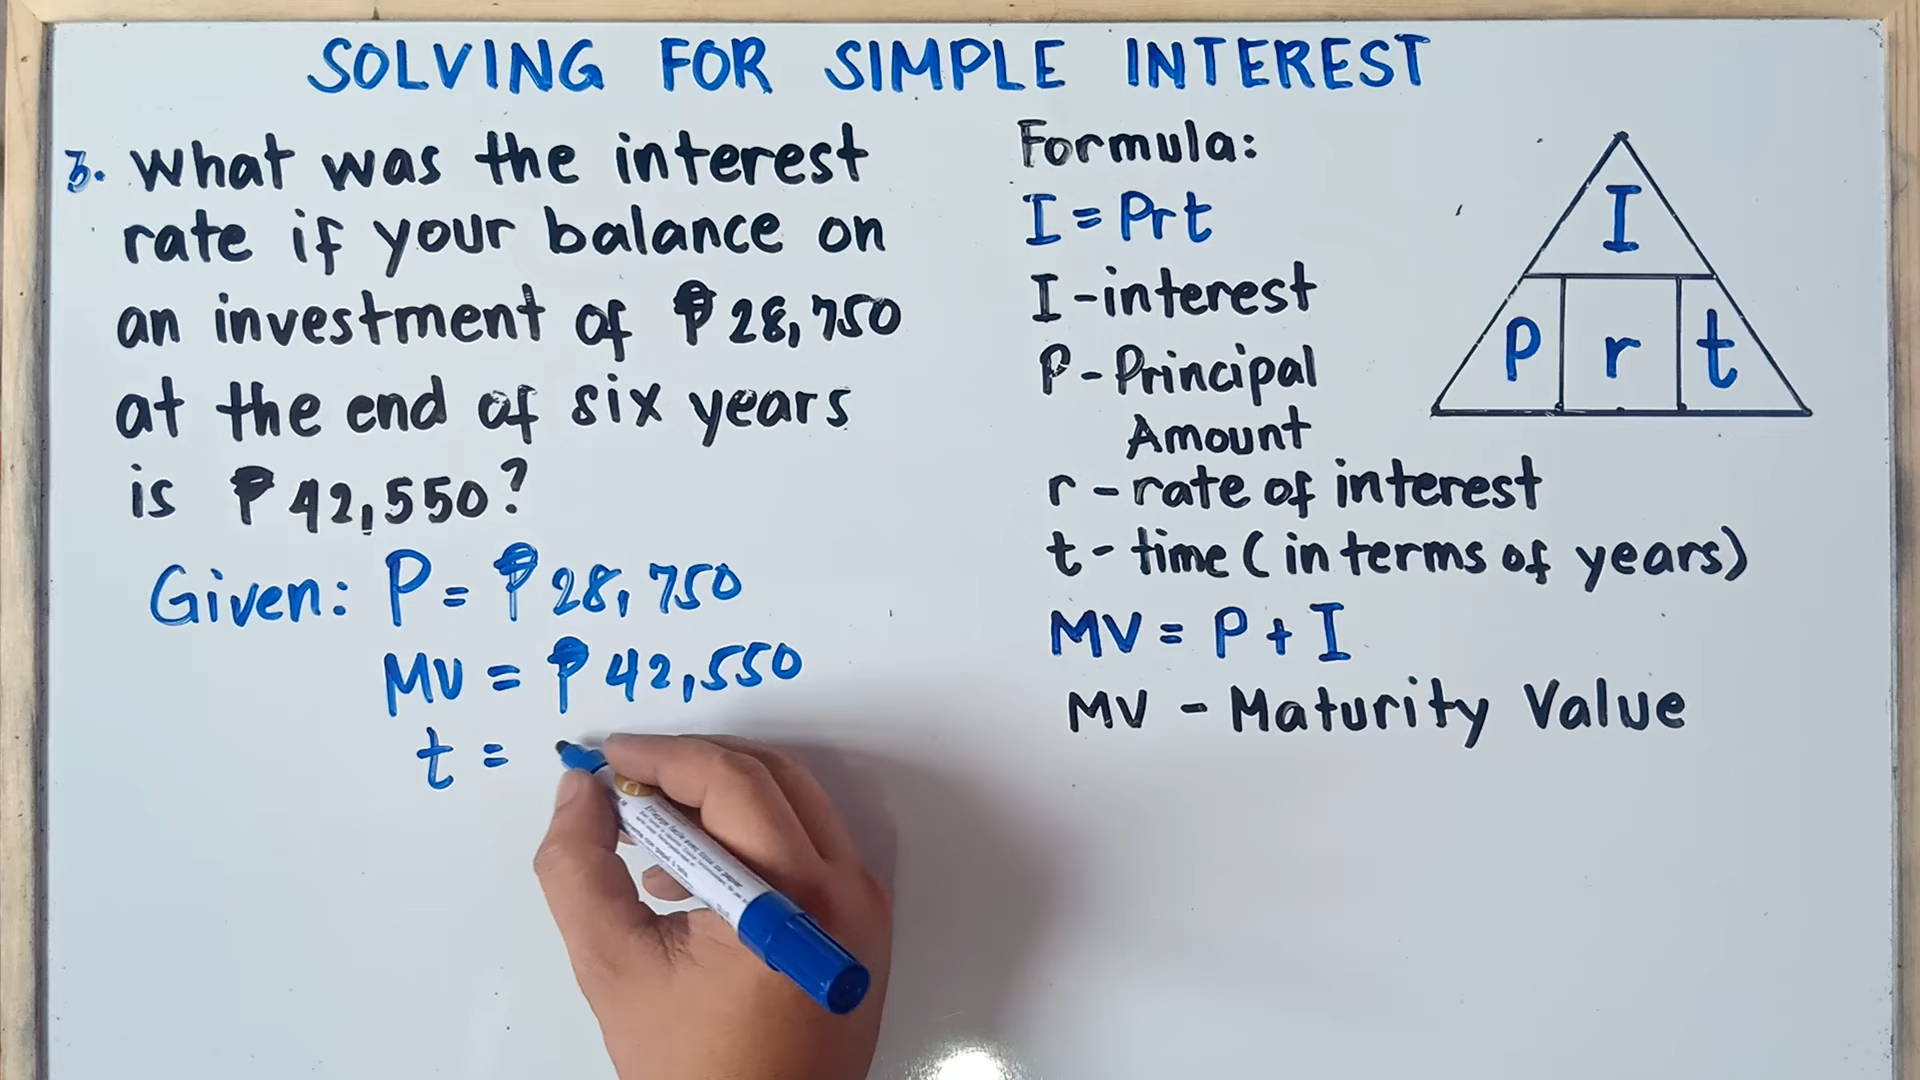 SOLVING FOR SIMPLE INTEREST
3. What was the interest
rate if your balance on
an investment of ₱28,750
at the end of six years
is ₱42,550?
Given: P = ₱28,750
MV = ₱42,550
t =
Formula:
I = Prt
I - interest
P - Principal
Amount
r - rate of interest
t - time (in terms of years)
MV = P + I
MV - Maturity Value
I
P r t